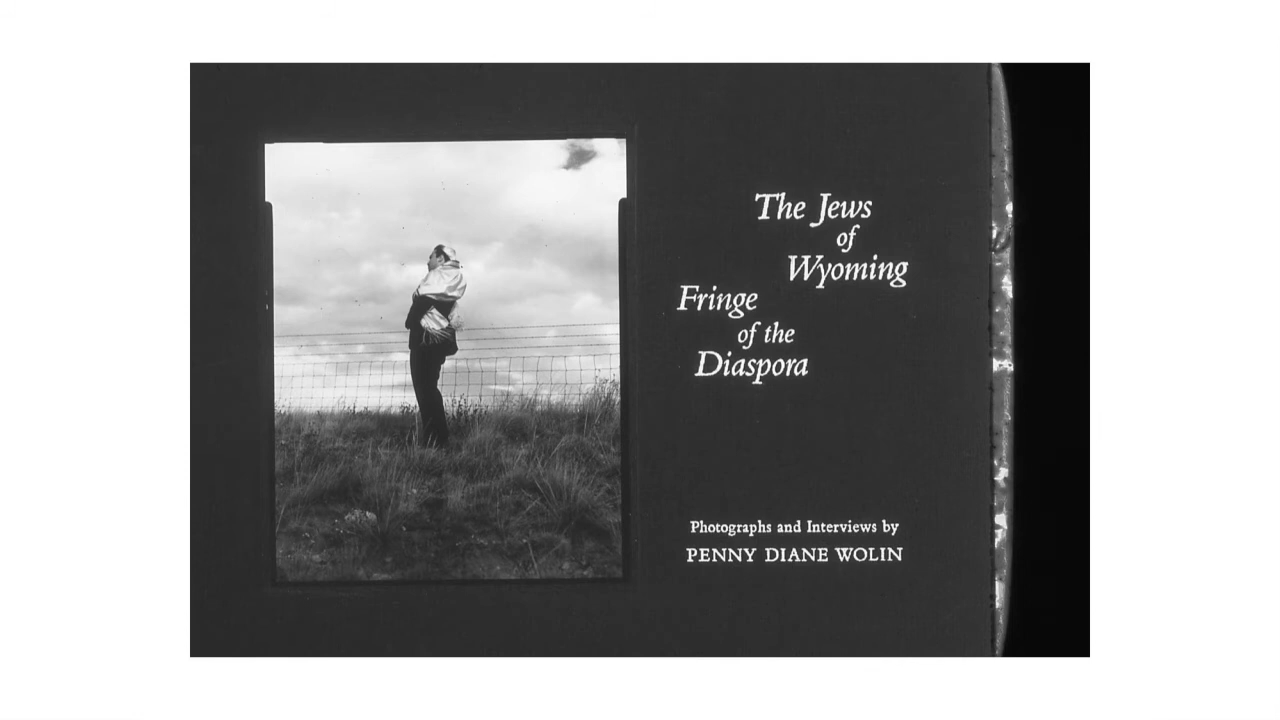 The Jews
of
Wyoming
Fringe
of the
Diaspora
Photographs and Interviews by
PENNY DIANE WOLIN